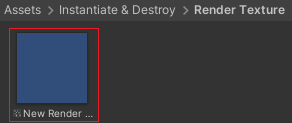 Assets > Instantiate & Destroy > Render Texture
New Render ...